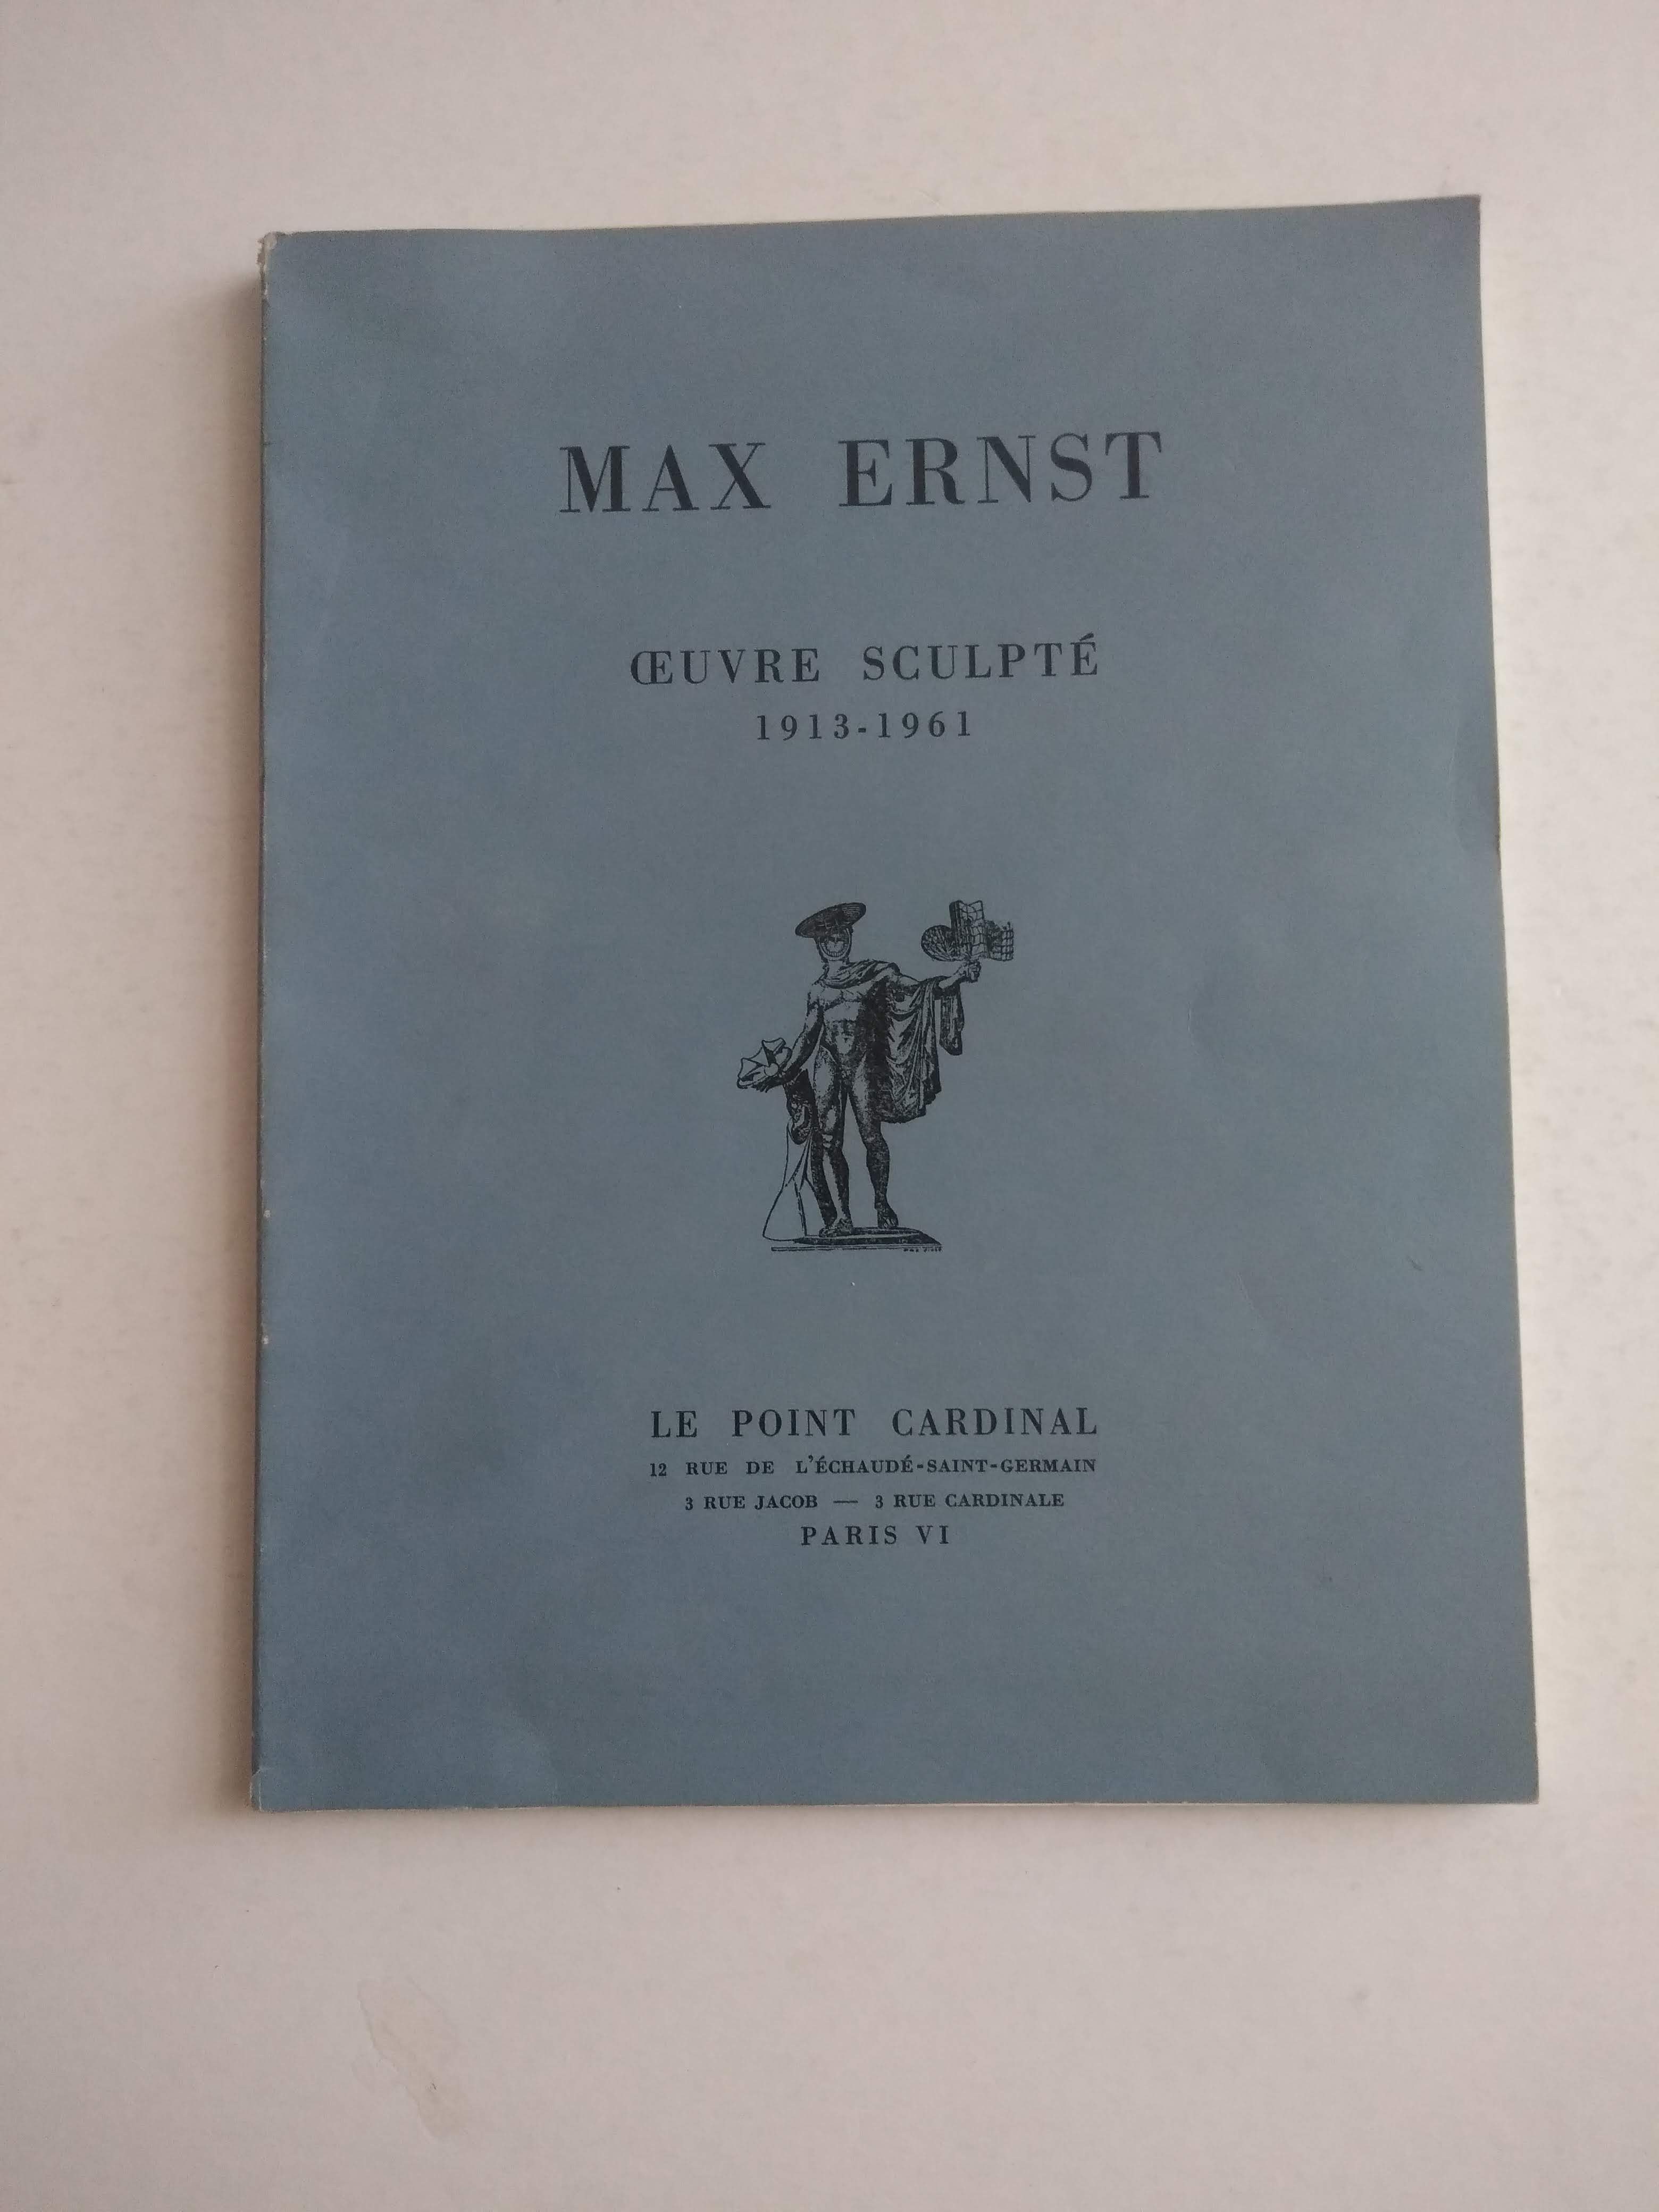 MAX ERNST
ŒUVRE SCULPTÉ
1913-1961
LE POINT CARDINAL
12 RUE DE L'ÉCHAUDÉ-SAINT-GERMAIN
3 RUE JACOB — 3 RUE CARDINALE
PARIS VI